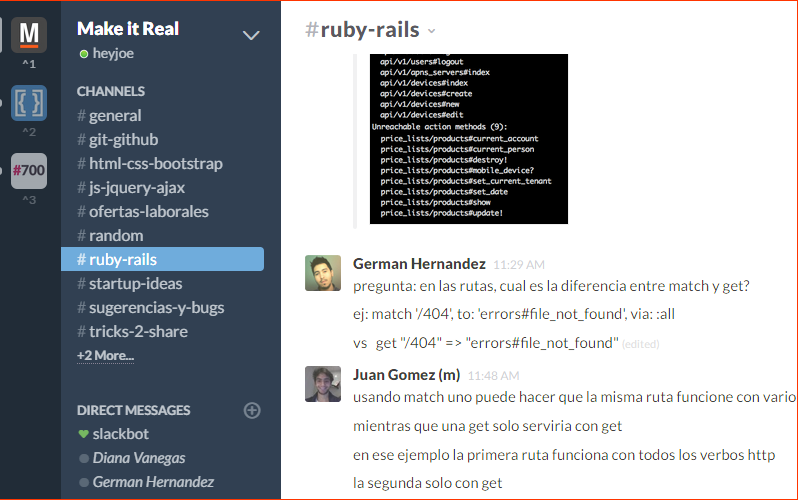 M
^1
^2
#700
^3
Make it Real
heyjoe
CHANNELS
# general
# git-github
# html-css-bootstrap
# js-jquery-ajax
# ofertas-laborales
# random
# ruby-rails
# startup-ideas
# sugerencias-y-bugs
# tricks-2-share
+2 More...
DIRECT MESSAGES
slackbot
Diana Vanegas
German Hernandez
#ruby-rails
api/v1/users#logout
api/v1/apns_servers#index
api/v1/devices#index
api/v1/devices#create
api/v1/devices#new
api/v1/devices#edit
Unreachable action methods (9):
price_lists/products#current_account
price_lists/products#current_person
price_lists/products#destroy!
price_lists/products#mobile_device?
price_lists/products#set_current_tenant
price_lists/products#set_date
price_lists/products#show
price_lists/products#update!
German Hernandez 11:29 AM
pregunta: en las rutas, cual es la diferencia entre match y get?
ej: match '/404', to: 'errors#file_not_found', via: :all
vs get "/404" => "errors#file_not_found" (edited)
Juan Gomez (m) 11:48 AM
usando match uno puede hacer que la misma ruta funcione con vario
mientras que una get solo serviria con get
en ese ejemplo la primera ruta funciona con todos los verbos http
la segunda solo con get